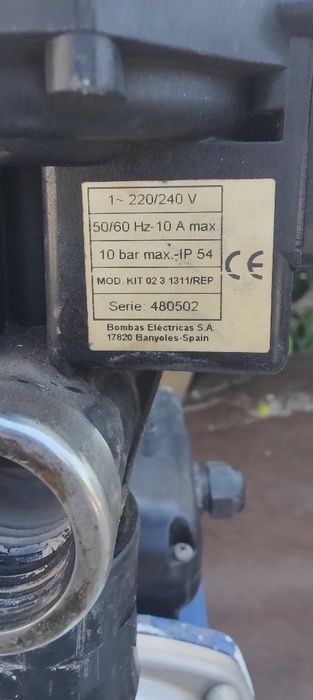 1~ 220/240 V
50/60 Hz-10 A max.
10 bar max.-IP 54
CE
MOD. KIT 02 3 1311/REP
Serie: 480502
Bombas Eléctricas S.A.
17820 Banyoles-Spain